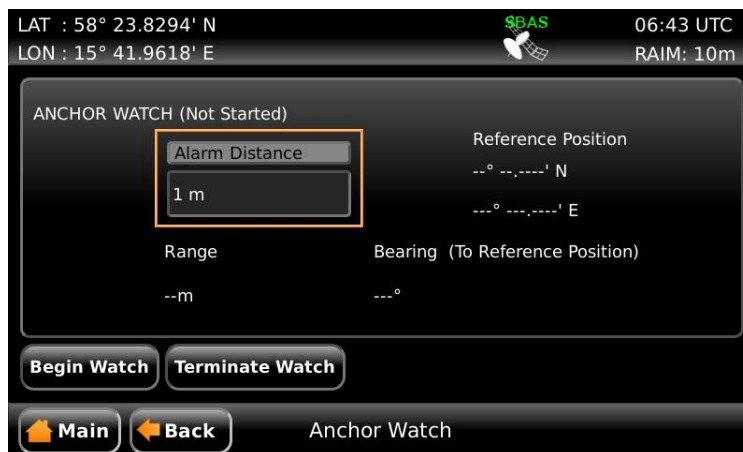 LAT : 58° 23.8294' N
SBAS
06:43 UTC
LON : 15° 41.9618' E
RAIM: 10m
ANCHOR WATCH (Not Started)
Alarm Distance
1 m
Reference Position
--° --.----' N
---° ---.----' E
Range
Bearing (To Reference Position)
--m
---°
Begin Watch
Terminate Watch
Main
Back
Anchor Watch